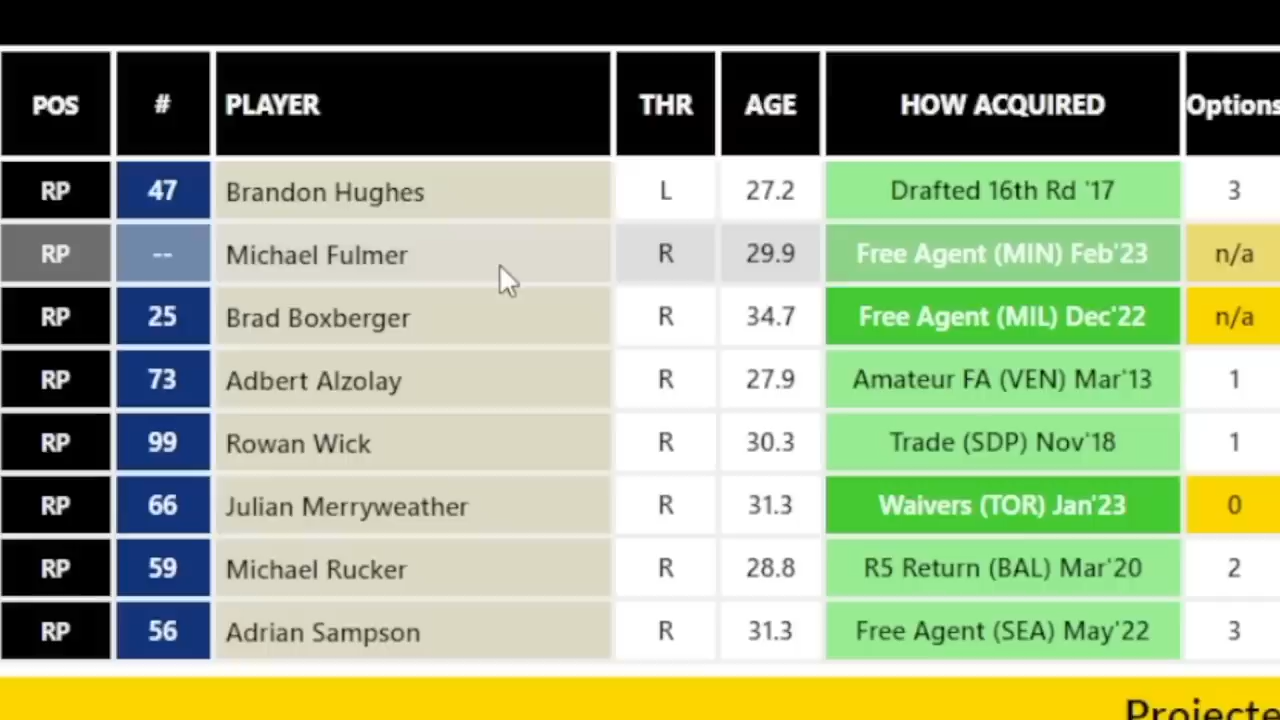 POS # PLAYER THR AGE HOW ACQUIRED Options
RP 47 Brandon Hughes L 27.2 Drafted 16th Rd '17 3
RP -- Michael Fulmer R 29.9 Free Agent (MIN) Feb'23 n/a
RP 25 Brad Boxberger R 34.7 Free Agent (MIL) Dec'22 n/a
RP 73 Adbert Alzolay R 27.9 Amateur FA (VEN) Mar'13 1
RP 99 Rowan Wick R 30.3 Trade (SDP) Nov'18 1
RP 66 Julian Merryweather R 31.3 Waivers (TOR) Jan'23 0
RP 59 Michael Rucker R 28.8 R5 Return (BAL) Mar'20 2
RP 56 Adrian Sampson R 31.3 Free Agent (SEA) May'22 3